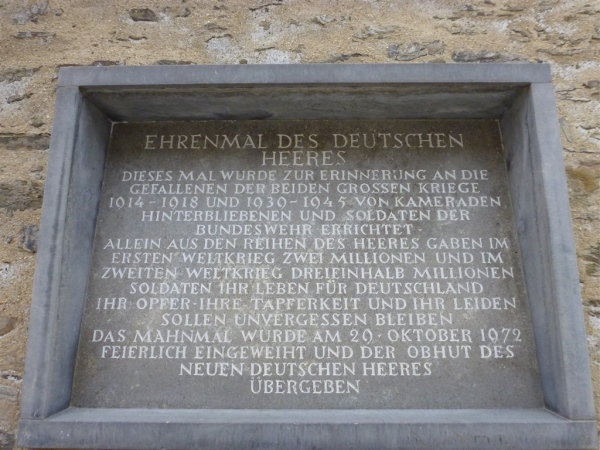 EHRENMAL DES DEUTSCHEN
HEERES
DIESES MAL WURDE ZUR ERINNERUNG AN DIE
GEFALLENEN DER BEIDEN GROSSEN KRIEGE
1914-1918 UND 1939-1945 VON KAMERADEN
HINTERBLIEBENEN UND SOLDATEN DER
BUNDESWEHR ERRICHTET·
ALLEIN AUS DEN REIHEN DES HEERES GABEN IM
ERSTEN WELTKRIEG ZWEI MILLIONEN UND IM
ZWEITEN WELTKRIEG DREIEINHALB MILLIONEN
SOLDATEN IHR LEBEN FÜR DEUTSCHLAND
IHR OPFER·IHRE TAPFERKEIT UND IHR LEIDEN
SOLLEN UNVERGESSEN BLEIBEN
DAS MAHNMAL WURDE AM 29·OKTOBER 1972
FEIERLICH EINGEWEIHT UND DER OBHUT DES
NEUEN DEUTSCHEN HEERES
ÜBERGEBEN